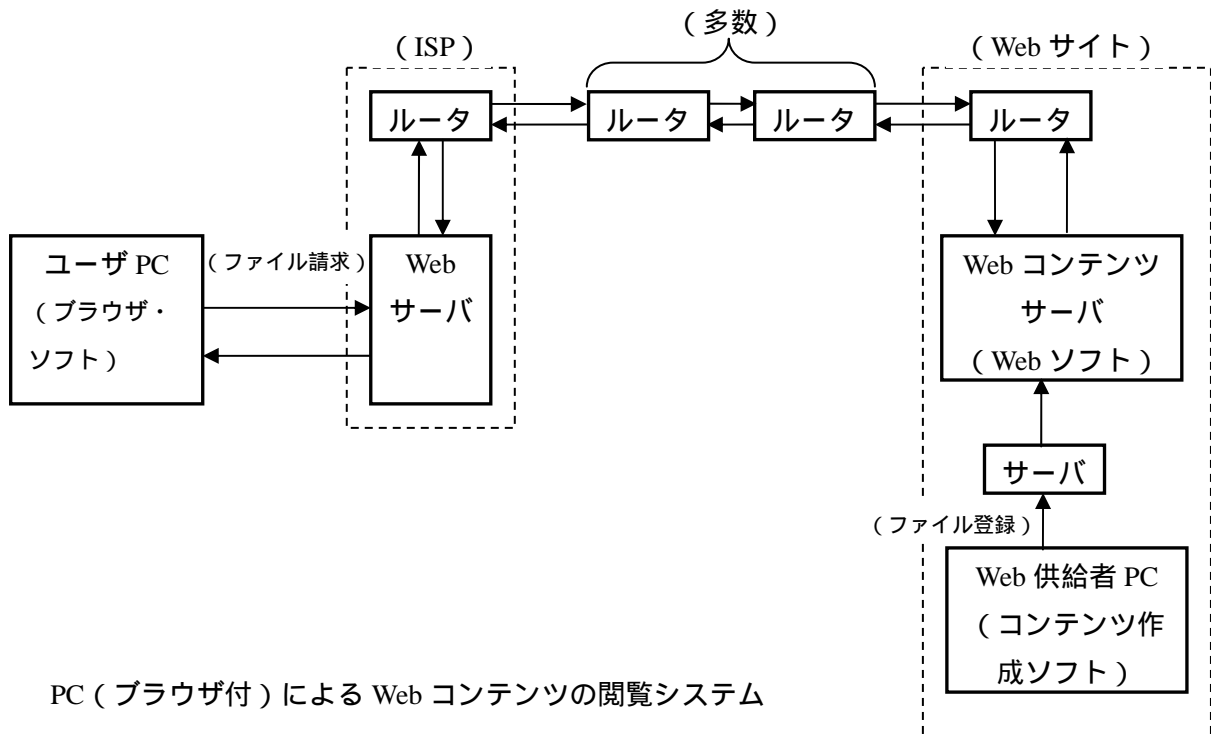 （多数）
（ISP）
（Web サイト）
ルータ
ルータ
ルータ
ルータ
ユーザ PC
（ブラウザ・
ソフト）
（ファイル請求）
Web
サーバ
Web コンテンツ
サーバ
（Web ソフト）
サーバ
（ファイル登録）
Web 供給者 PC
（コンテンツ作
成ソフト）
PC（ブラウザ付）による Web コンテンツの閲覧システム